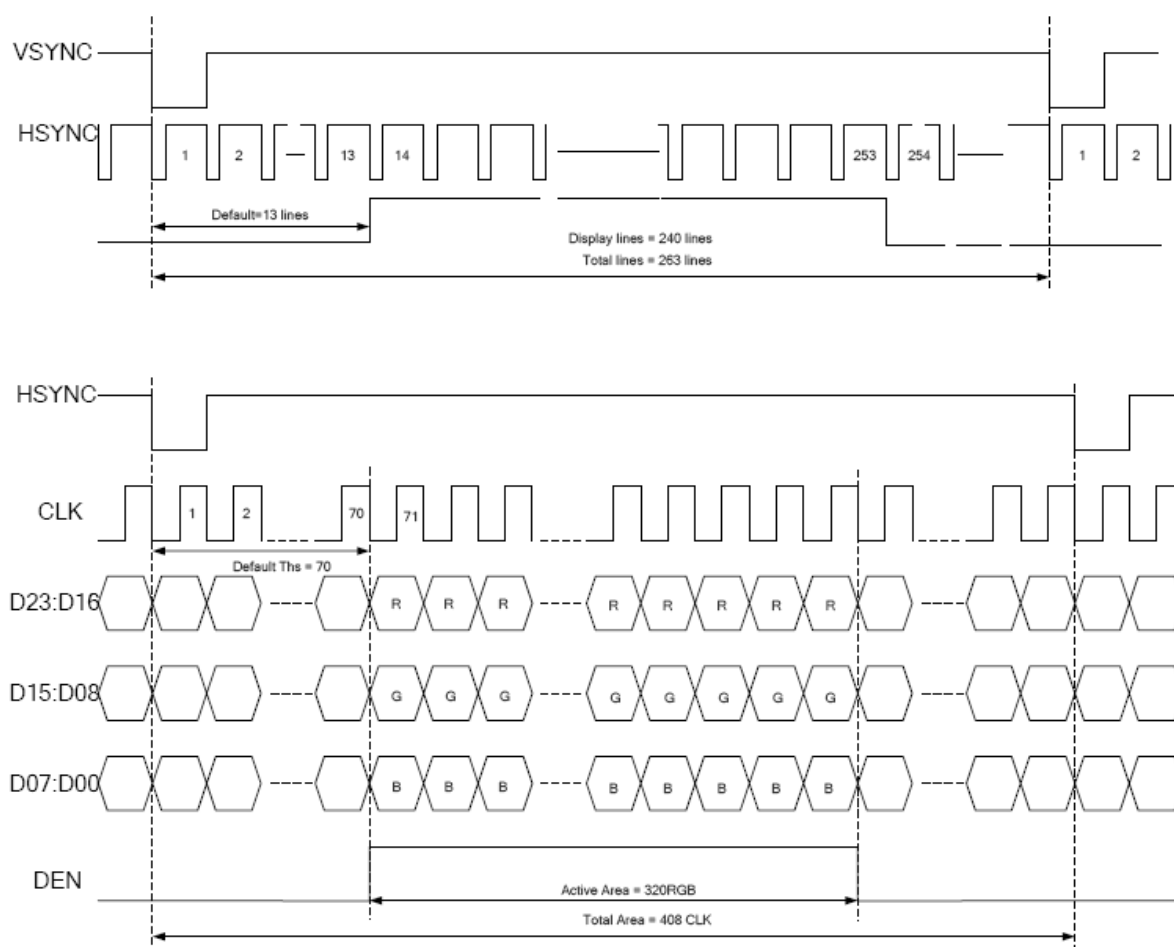 VSYNC
HSYNC
1 2 13 14 253 254 1 2
Default=13 lines
Display lines = 240 lines
Total lines = 263 lines
HSYNC
CLK
1 2 70 71
Default Ths = 70
D23:D16
R R R R R R R R
D15:D08
G G G G G G G G
D07:D00
B B B B B B B B
DEN
Active Area = 320RGB
Total Area = 408 CLK